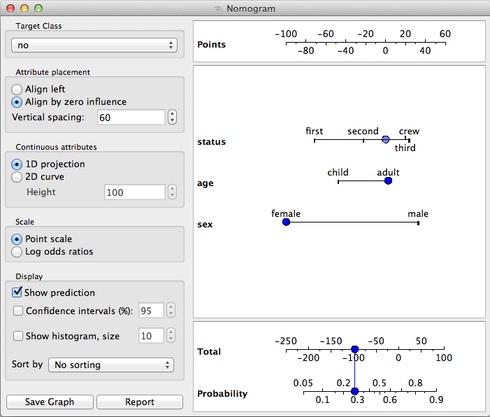 Nomogram
Target Class
no
Attribute placement
Align left
Align by zero influence
Vertical spacing: 60
Continuous attributes
1D projection
2D curve
Height 100
Scale
Point scale
Log odds ratios
Display
Show prediction
Confidence intervals (%): 95
Show histogram, size 10
Sort by No sorting
Save Graph Report
Points -100 -60 -20 20 60
-80 -40 0 40
status first second crew
third
age child adult
sex female male
Total -250 -150 -50 50
-200 -100 0 100
Probability 0.05 0.2 0.5 0.8
0.1 0.3 0.6 0.9